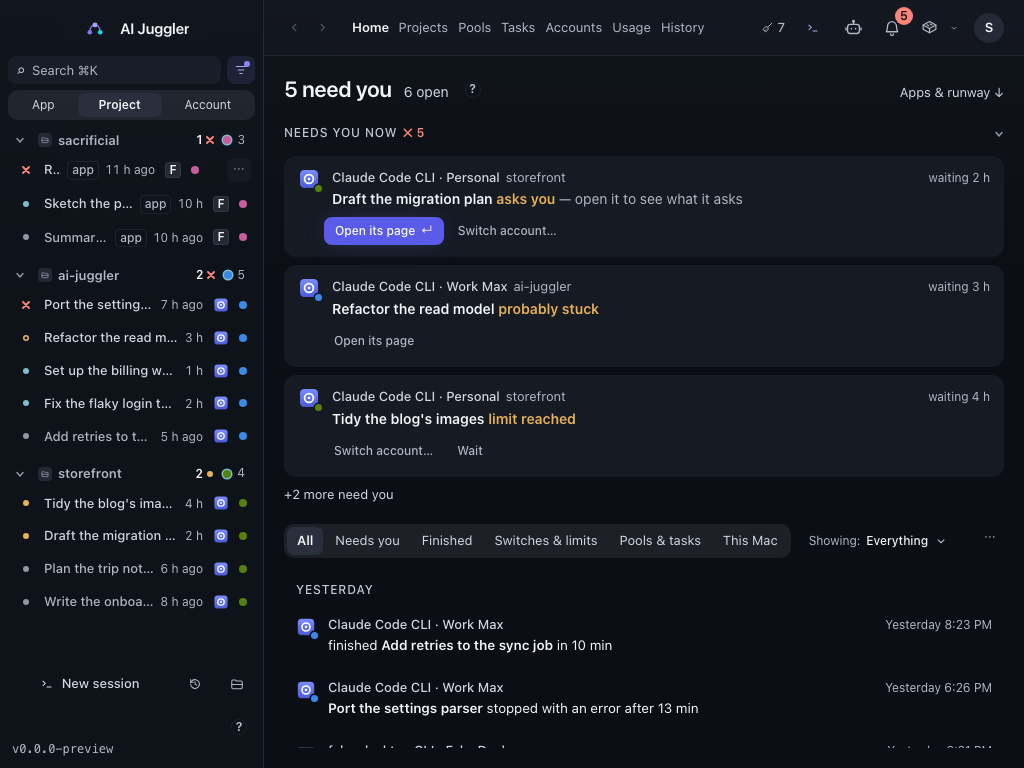 AI Juggler
Search ⌘K
App Project Account
sacrificial 1 3
R.. app 11 h ago F
Sketch the p... app 10 h F
Summar... app 10 h ago F
ai-juggler 2 5
Port the setting... 7 h ago
Refactor the read m... 3 h
Set up the billing w... 1 h
Fix the flaky login t... 2 h
Add retries to t... 5 h ago
storefront 2 4
Tidy the blog's ima... 4 h
Draft the migration ... 2 h
Plan the trip not... 6 h ago
Write the onboa... 8 h ago
New session
?
v0.0.0-preview
Home Projects Pools Tasks Accounts Usage History 7 5 S
5 need you 6 open ? Apps & runway ↓
NEEDS YOU NOW 5
Claude Code CLI · Personal storefront waiting 2 h
Draft the migration plan asks you — open it to see what it asks
Open its page ↵ Switch account...
Claude Code CLI · Work Max ai-juggler waiting 3 h
Refactor the read model probably stuck
Open its page
Claude Code CLI · Personal storefront waiting 4 h
Tidy the blog's images limit reached
Switch account... Wait
+2 more need you
All Needs you Finished Switches & limits Pools & tasks This Mac Showing: Everything ...
YESTERDAY
Claude Code CLI · Work Max Yesterday 8:23 PM
finished Add retries to the sync job in 10 min
Claude Code CLI · Work Max Yesterday 6:26 PM
Port the settings parser stopped with an error after 13 min